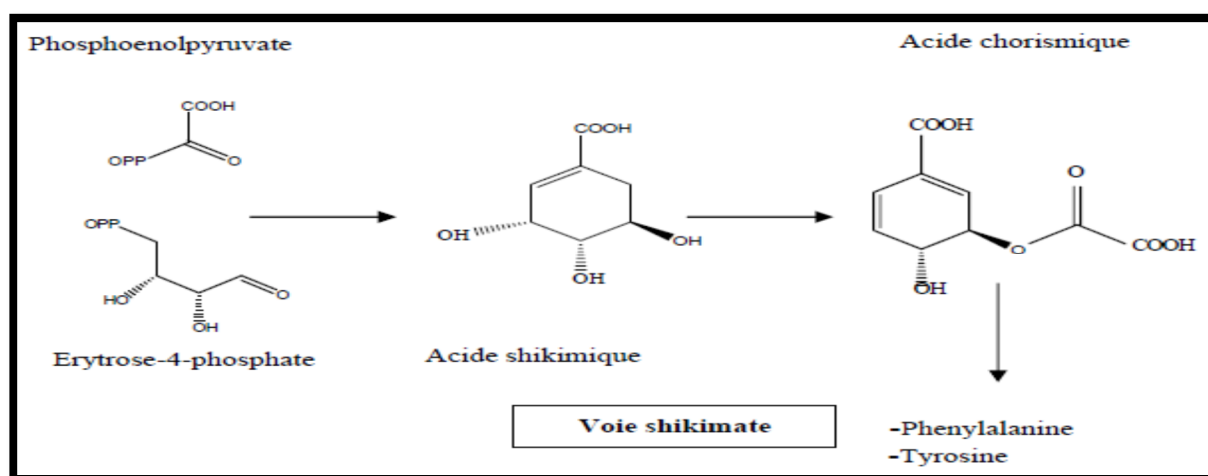 Phosphoenolpyruvate
Acide chorismique
COOH
OPP
O
COOH
COOH
O
OPP
OH
OH
OH
O
COOH
OH
HO
O
OH
Erytrose-4-phosphate
Acide shikimique
Voie shikimate
-Phenylalanine
-Tyrosine